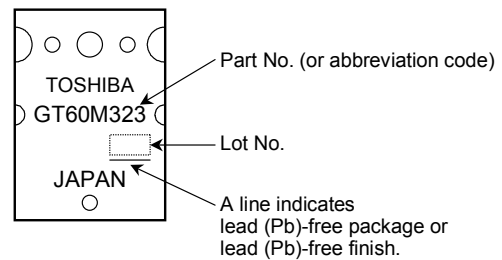 TOSHIBA
GT60M323
JAPAN
Part No. (or abbreviation code)
Lot No.
A line indicates
lead (Pb)-free package or
lead (Pb)-free finish.